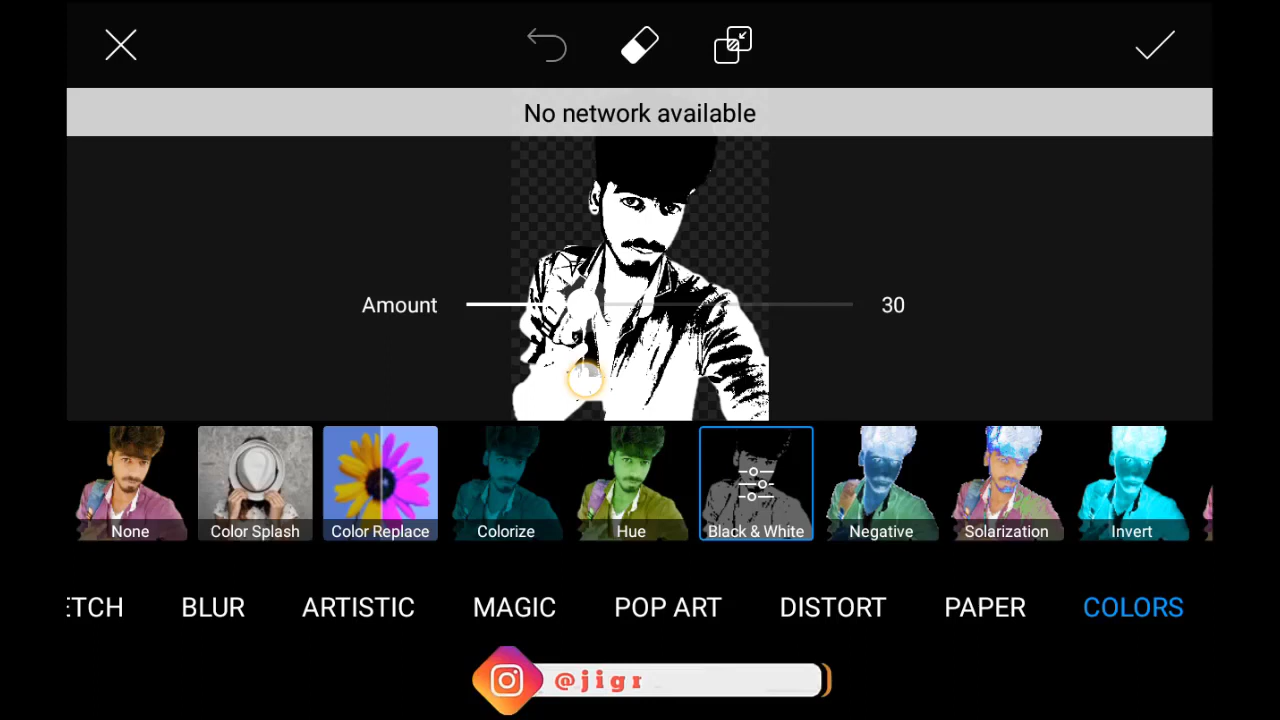 No network available
Amount 30
None Color Splash Color Replace Colorize Hue Black & White Negative Solarization Invert
ETCH BLUR ARTISTIC MAGIC POP ART DISTORT PAPER COLORS
@jigr